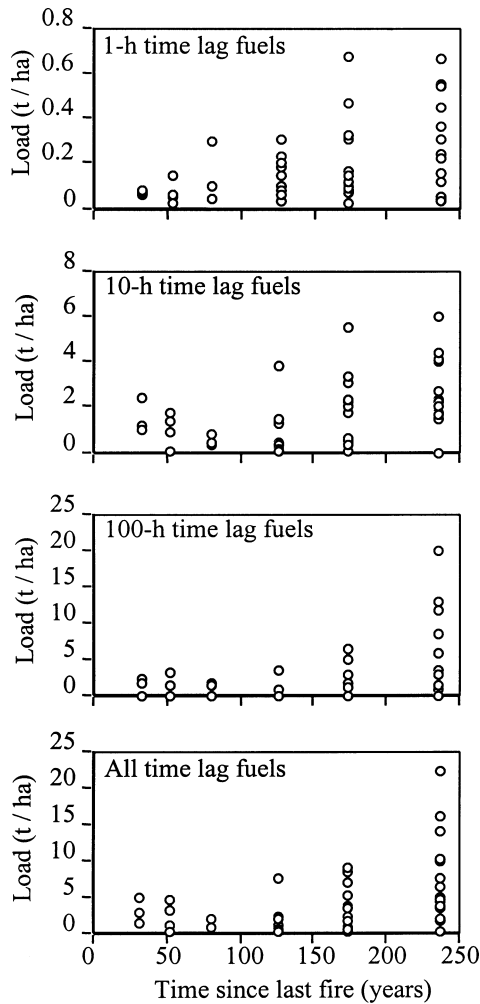 0.8
1-h time lag fuels
0.6
0.4
0.2
0
Load (t / ha)
8
10-h time lag fuels
6
4
2
0
Load (t / ha)
25
100-h time lag fuels
20
15
10
5
0
Load (t / ha)
25
All time lag fuels
20
15
10
5
0
Load (t / ha)
0 50 100 150 200 250
Time since last fire (years)